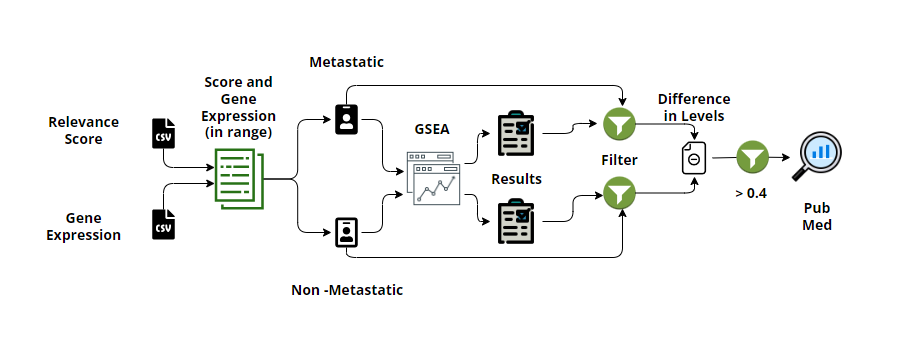 Metastatic
Score and
Gene
Expression
(in range)
Relevance
Score
CSV
GSEA
Difference
in Levels
Results
Filter
> 0.4
Gene
Expression
CSV
Pub
Med
Non -Metastatic